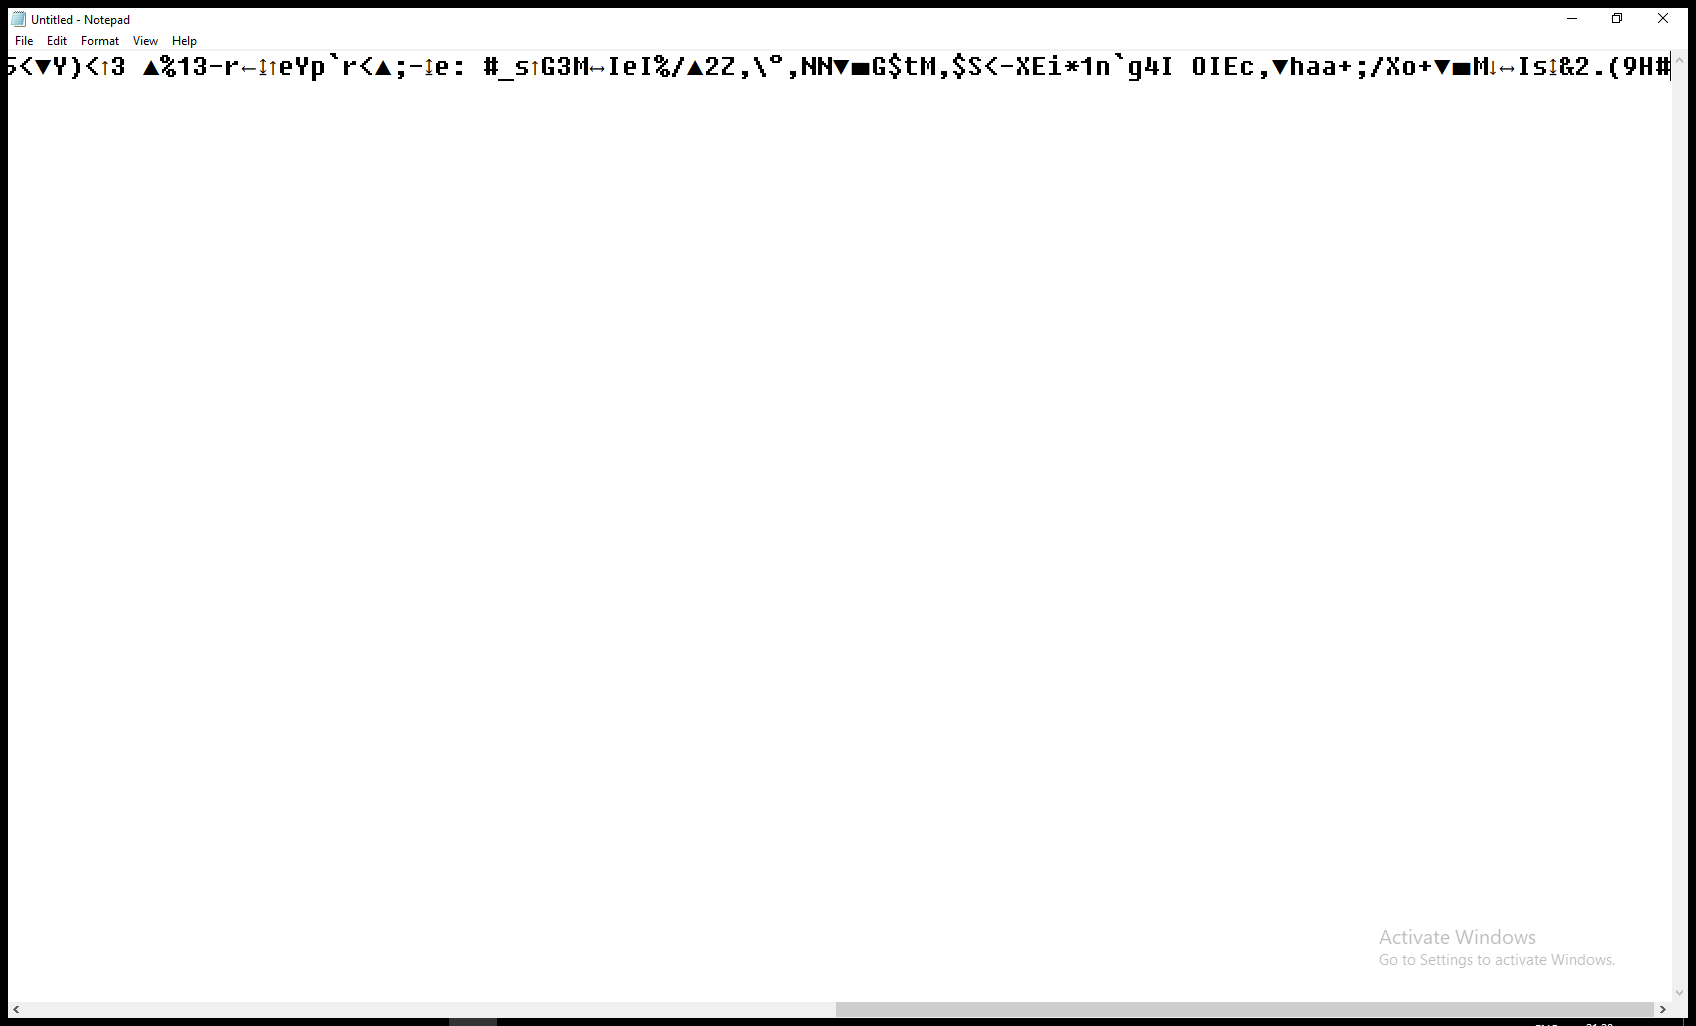 Untitled - Notepad
File Edit Format View Help
<▼Y)<↑3 ▲%13-r←↨↑eYp`r<▲;-↨e: #_s↑G3M↔IeI%/▲2Z,\°,NN▼■G$tM,$S<-XEi*1n`g4I OIEc,▼haa+;/Xo+▼■M↓↔Is↨&2.(9H#
Activate Windows
Go to Settings to activate Windows.